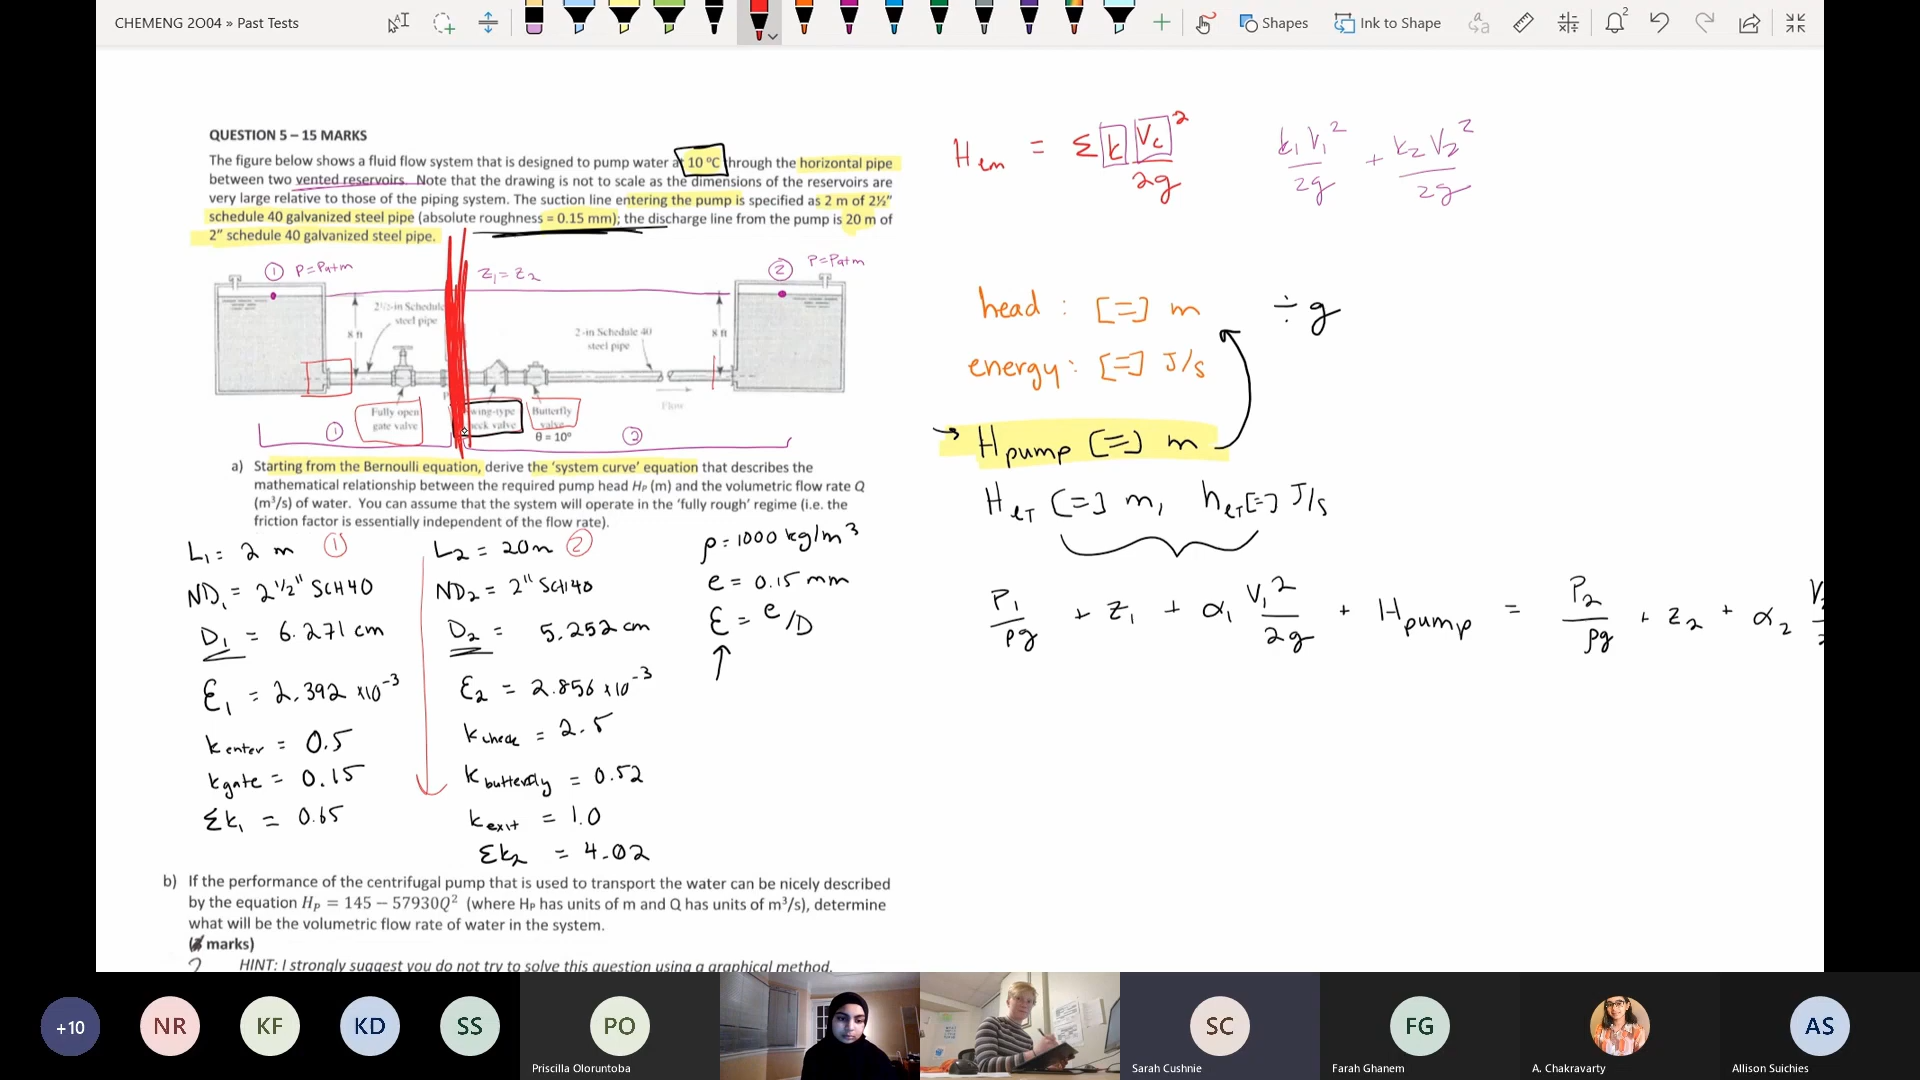 CHEMENG 2O04 » Past Tests
Shapes
Ink to Shape
2
QUESTION 5 – 15 MARKS
The figure below shows a fluid flow system that is designed to pump water at 10 °C through the horizontal pipe
between two vented reservoirs. Note that the drawing is not to scale as the dimensions of the reservoirs are
very large relative to those of the piping system. The suction line entering the pump is specified as 2 m of 2½”
schedule 40 galvanized steel pipe (absolute roughness = 0.15 mm); the discharge line from the pump is 20 m of
2” schedule 40 galvanized steel pipe.
① P=Patm
Z₁ = Z₂
② P=Patm
2½-in Schedule
steel pipe
8 ft
2-in Schedule 40
steel pipe
8 ft
Flow
Fully open
gate valve
wing-type
eck valve
Butterfly
valve
θ = 10°
①
②
a) Starting from the Bernoulli equation, derive the ‘system curve’ equation that describes the
mathematical relationship between the required pump head Hₚ (m) and the volumetric flow rate Q
(m³/s) of water. You can assume that the system will operate in the ‘fully rough’ regime (i.e. the
friction factor is essentially independent of the flow rate).
L₁ = 2 m ①
ND₁ = 2 ½" SCH40
D₁ = 6.271 cm
ε₁ = 2.392 ×10⁻³
k enter = 0.5
kgate = 0.15
Σk₁ = 0.65
L₂ = 20m ②
ND₂ = 2" SCH40
D₂ = 5.252 cm
ε₂ = 2.856 ×10⁻³
k check = 2.5
k butterfly = 0.52
k exit = 1.0
Σk₂ = 4.02
ρ = 1000 kg/m³
e = 0.15 mm
ε = e/D
↑
b) If the performance of the centrifugal pump that is used to transport the water can be nicely described
by the equation Hₚ = 145 − 57930Q² (where Hₚ has units of m and Q has units of m³/s), determine
what will be the volumetric flow rate of water in the system.
marks)
2
HINT: I strongly suggest you do not try to solve this question using a graphical method.
Hem = Σ k Vc² / 2g
k₁V₁² / 2g + k₂V₂² / 2g
head : [=] m ÷ g
energy : [=] J/s
→ Hpump [=] m
HeT [=] m, heT [=] J/s
P₁/ρg + Z₁ + α₁ V₁²/2g + Hpump = P₂/ρg + Z₂ + α₂
+10
NR
KF
KD
SS
PO
Priscilla Oloruntoba
SC
Sarah Cushnie
FG
Farah Ghanem
A. Chakravarty
AS
Allison Suichies